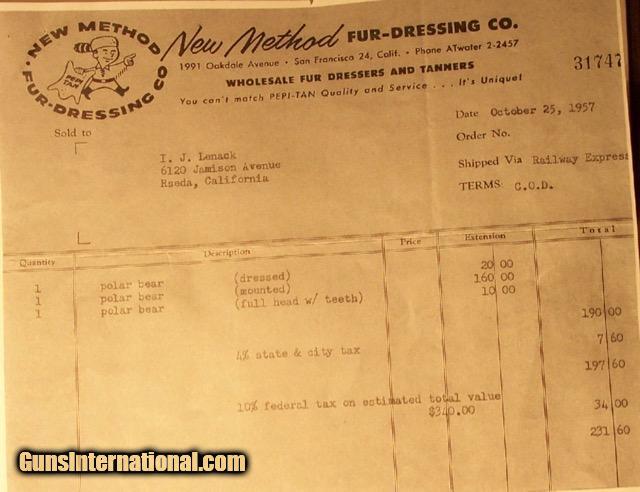 NEW METHOD
FUR-DRESSING CO
PEPI TAN
New Method FUR-DRESSING CO.
1991 Oakdale Avenue • San Francisco 24, Calif. • Phone ATwater 2-2457
WHOLESALE FUR DRESSERS AND TANNERS
You can't match PEPI-TAN Quality and Service . . . It's Unique!
31747
Date October 25, 1957
Sold to
Order No.
I. J. Lenack
6120 Jamison Avenue
Rseda, California
Shipped Via Railway Express
TERMS: C.O.D.
Quantity Description Price Extension Total
1 polar bear (dressed) 20 00
1 polar bear (mounted) 160 00
1 polar bear (full head w/ teeth) 10 00
190 00
4% state & city tax 7 60
197 60
10% federal tax on estimated total value
$340.00 34 00
231 60
GunsInternational.com